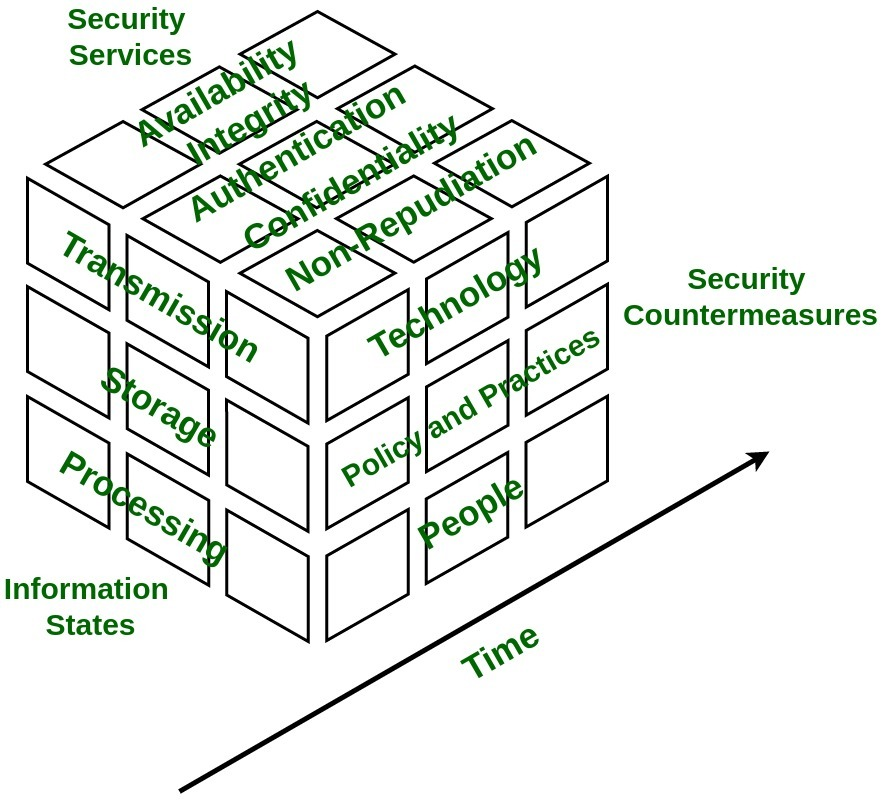 Security
Services
Availability
Integrity
Authentication
Confidentiality
Non-Repudiation
Transmission
Storage
Processing
Technology
Policy and Practices
People
Security
Countermeasures
Information
States
Time